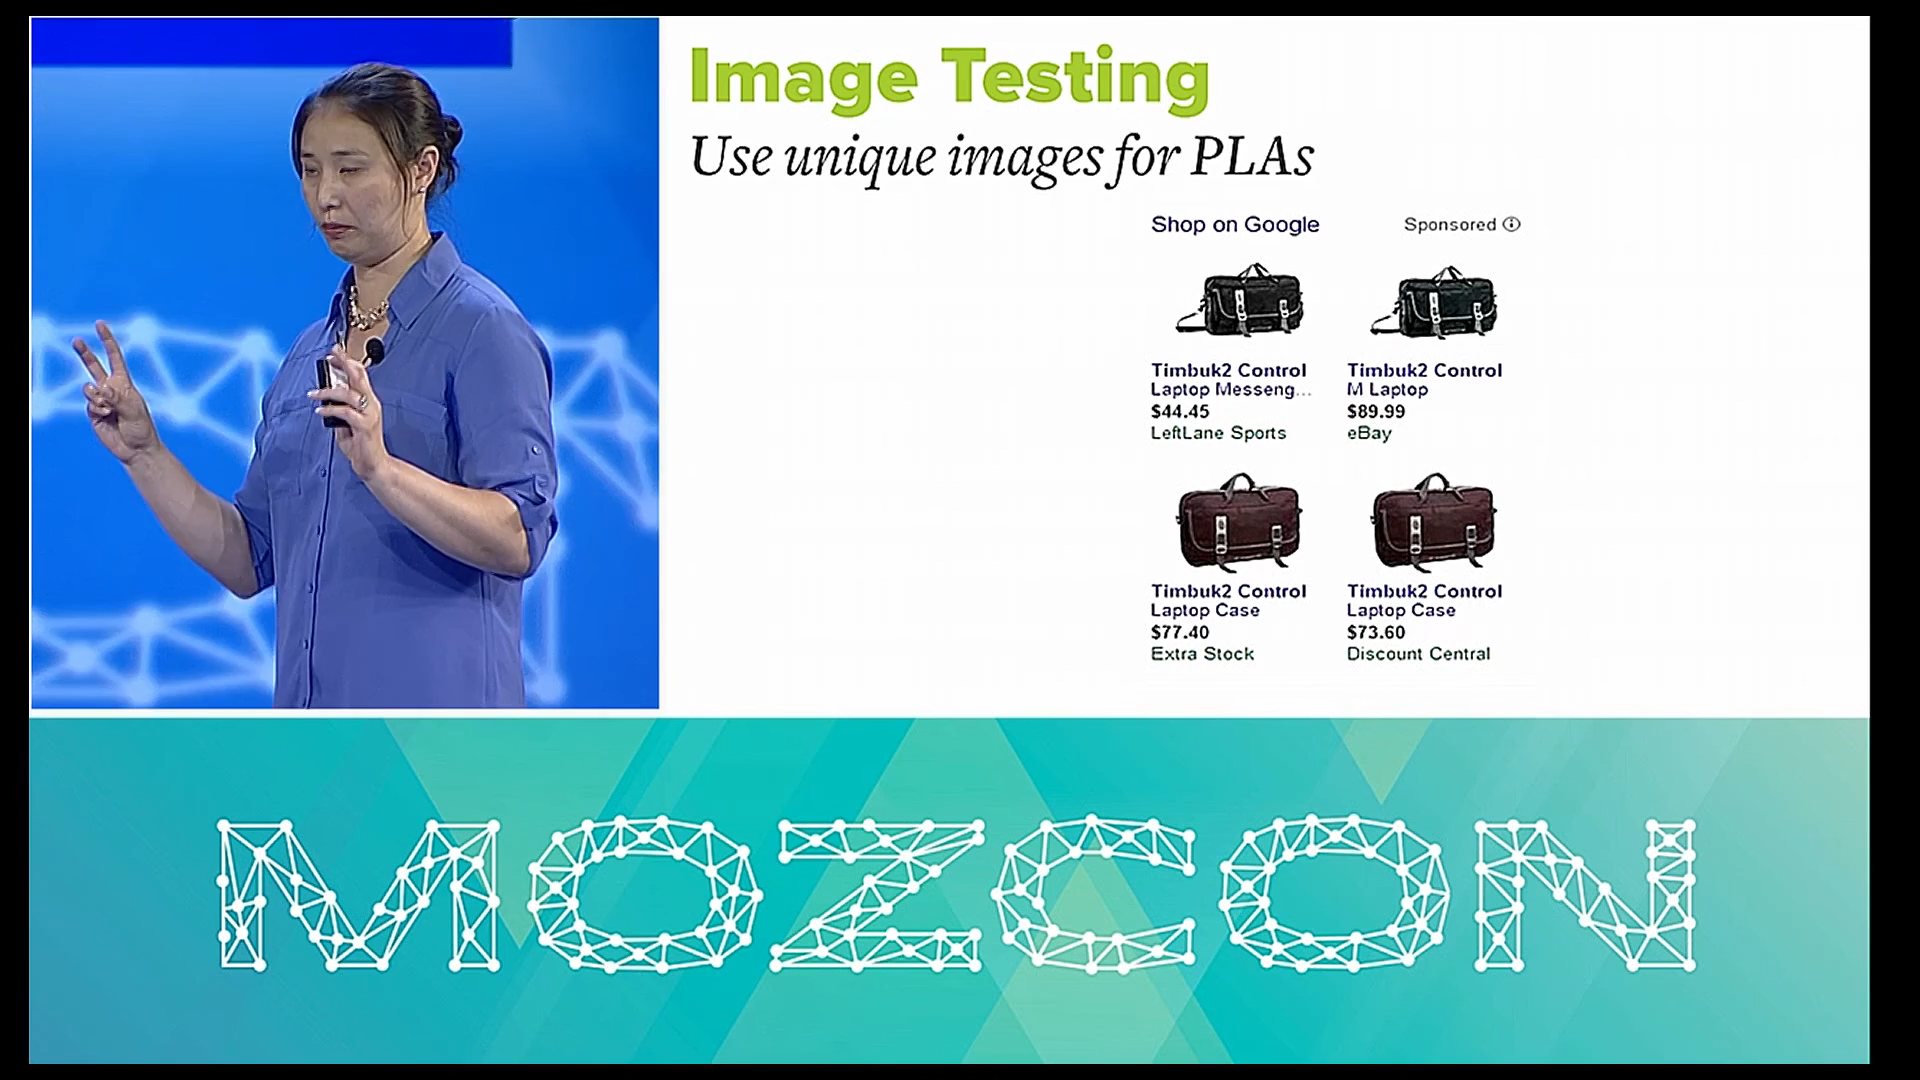 Image Testing
Use unique images for PLAs
Shop on Google
Sponsored
Timbuk2 Control
Laptop Messeng...
$44.45
LeftLane Sports
Timbuk2 Control
M Laptop
$89.99
eBay
Timbuk2 Control
Laptop Case
$77.40
Extra Stock
Timbuk2 Control
Laptop Case
$73.60
Discount Central
MOZCON